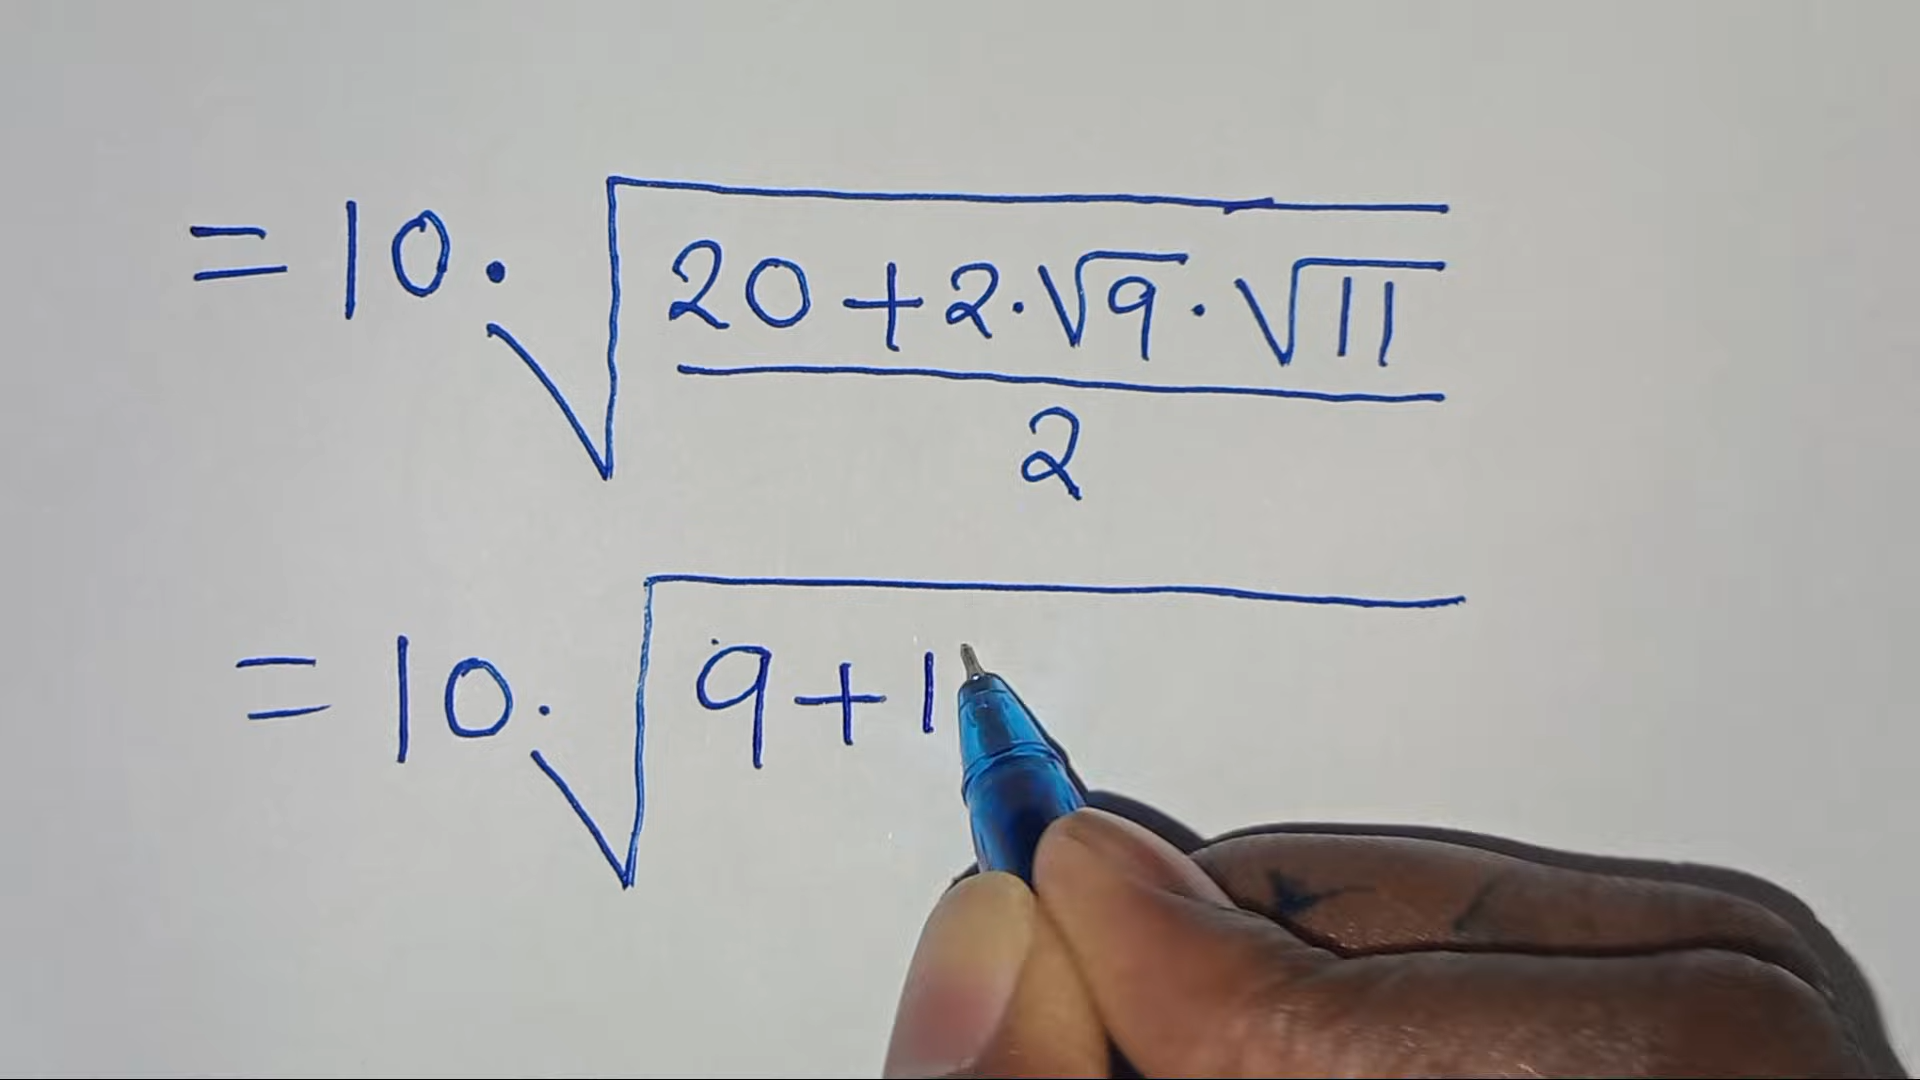 = 10 · √((20 + 2 · √9 · √11) / 2)
= 10 · √(9 + 1